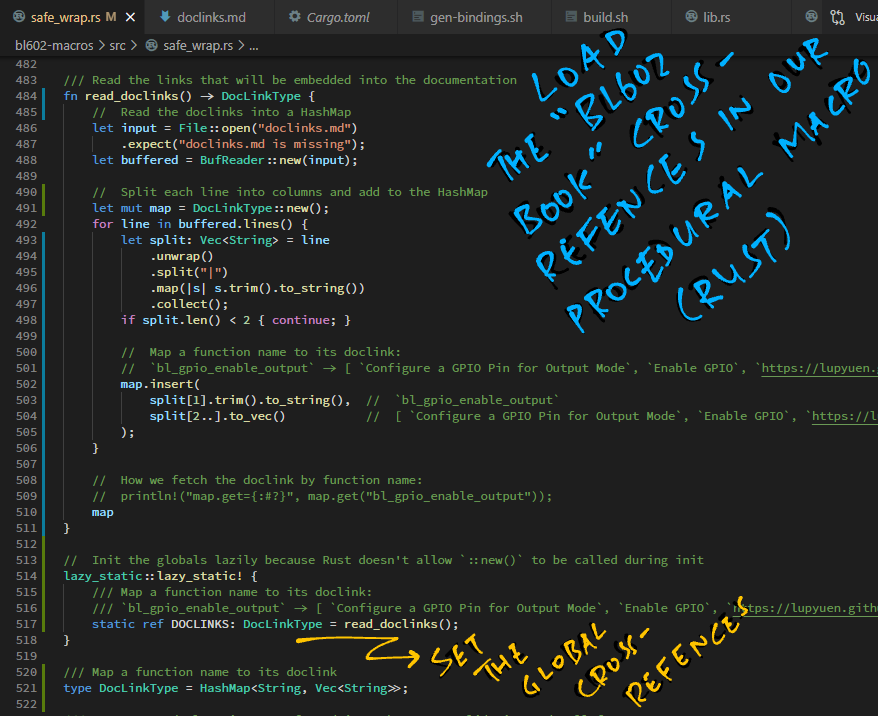 safe_wrap.rs M × doclinks.md Cargo.toml gen-bindings.sh build.sh lib.rs Visua
bl602-macros > src > safe_wrap.rs > ...
482
483 /// Read the links that will be embedded into the documentation
484 fn read_doclinks() -> DocLinkType {
485 //  Read the doclinks into a HashMap
486 let input = File::open("doclinks.md")
487 .expect("doclinks.md is missing");
488 let buffered = BufReader::new(input);
489
490 //  Split each line into columns and add to the HashMap
491 let mut map = DocLinkType::new();
492 for line in buffered.lines() {
493 let split: Vec<String> = line
494 .unwrap()
495 .split("|")
496 .map(|s| s.trim().to_string())
497 .collect();
498 if split.len() < 2 { continue; }
499
500 //  Map a function name to its doclink:
501 //  `bl_gpio_enable_output` -> [ `Configure a GPIO Pin for Output Mode`, `Enable GPIO`, `https://lupyuen.g
502 map.insert(
503 split[1].trim().to_string(),  //  `bl_gpio_enable_output`
504 split[2..].to_vec()  //  [ `Configure a GPIO Pin for Output Mode`, `Enable GPIO`, `https://l
505 );
506 }
507
508 //  How we fetch the doclink by function name:
509 //  println!("map.get={:#?}", map.get("bl_gpio_enable_output"));
510 map
511 }
512
513 //  Init the globals lazily because Rust doesn't allow `::new()` to be called during init
514 lazy_static::lazy_static! {
515 /// Map a function name to its doclink:
516 /// `bl_gpio_enable_output` -> [ `Configure a GPIO Pin for Output Mode`, `Enable GPIO`, `https://lupyuen.gith
517 static ref DOCLINKS: DocLinkType = read_doclinks();
518 }
519
520 /// Map a function name to its doclink
521 type DocLinkType = HashMap<String, Vec<String>>;
522
LOAD
THE "BL602
BOOK" CROSS-
REFENCES IN OUR
PROCEDURAL MACRO
(RUST)
SET
THE
GLOBAL
CROSS-
REFENCES